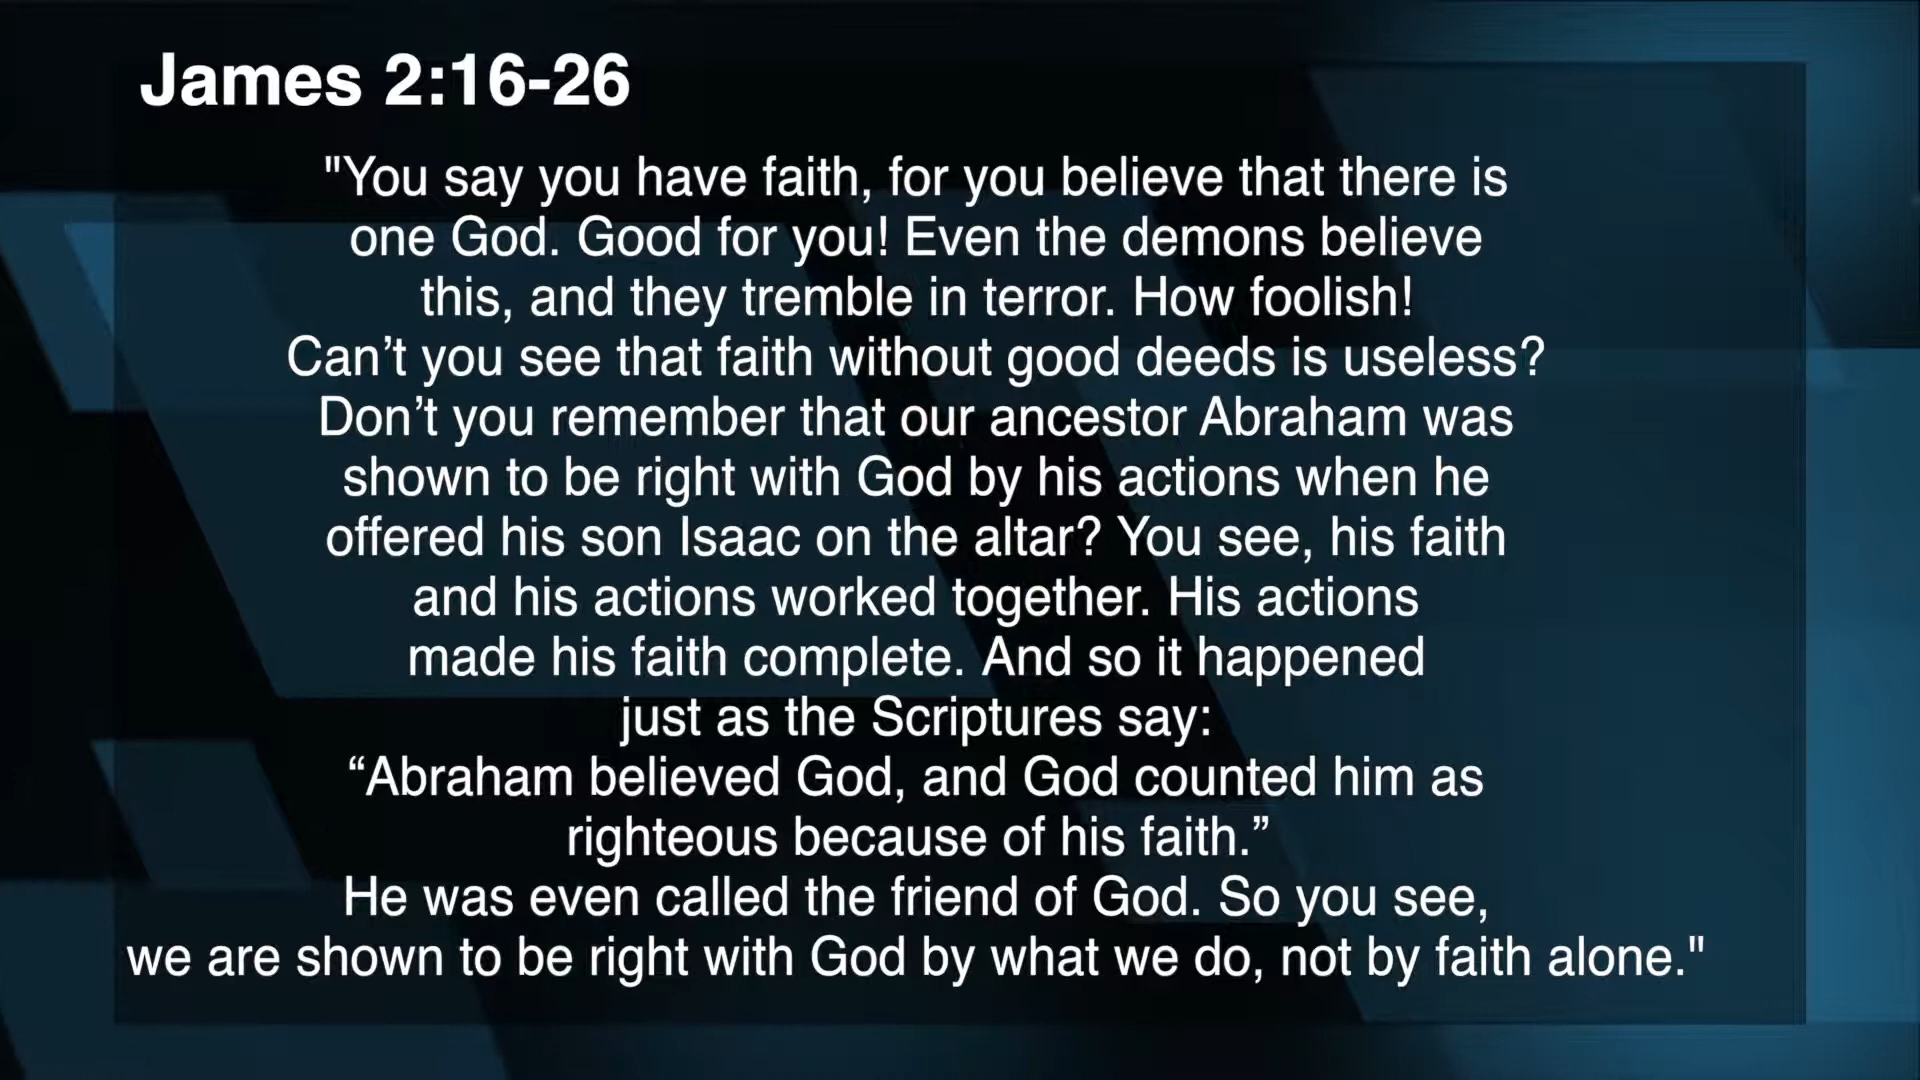 James 2:16-26
"You say you have faith, for you believe that there is
one God. Good for you! Even the demons believe
this, and they tremble in terror. How foolish!
Can’t you see that faith without good deeds is useless?
Don’t you remember that our ancestor Abraham was
shown to be right with God by his actions when he
offered his son Isaac on the altar? You see, his faith
and his actions worked together. His actions
made his faith complete. And so it happened
just as the Scriptures say:
“Abraham believed God, and God counted him as
righteous because of his faith.”
He was even called the friend of God. So you see,
we are shown to be right with God by what we do, not by faith alone."